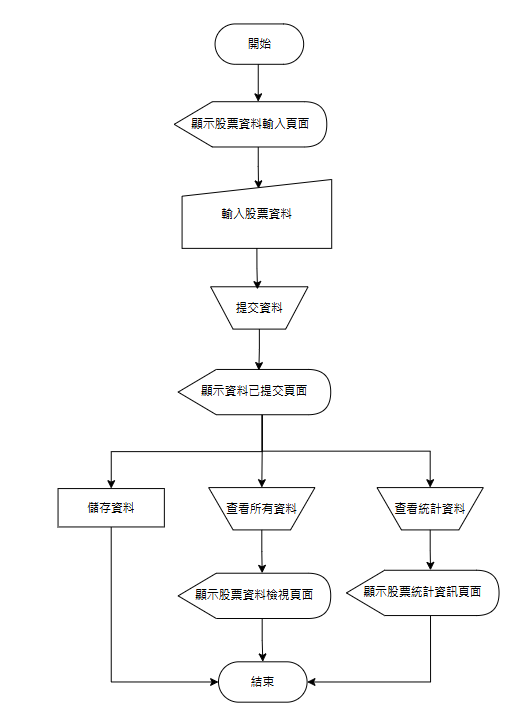 開始
顯示股票資料輸入頁面
輸入股票資料
提交資料
顯示資料已提交頁面
儲存資料
查看所有資料
查看統計資料
顯示股票資料檢視頁面
顯示股票統計資訊頁面
結束